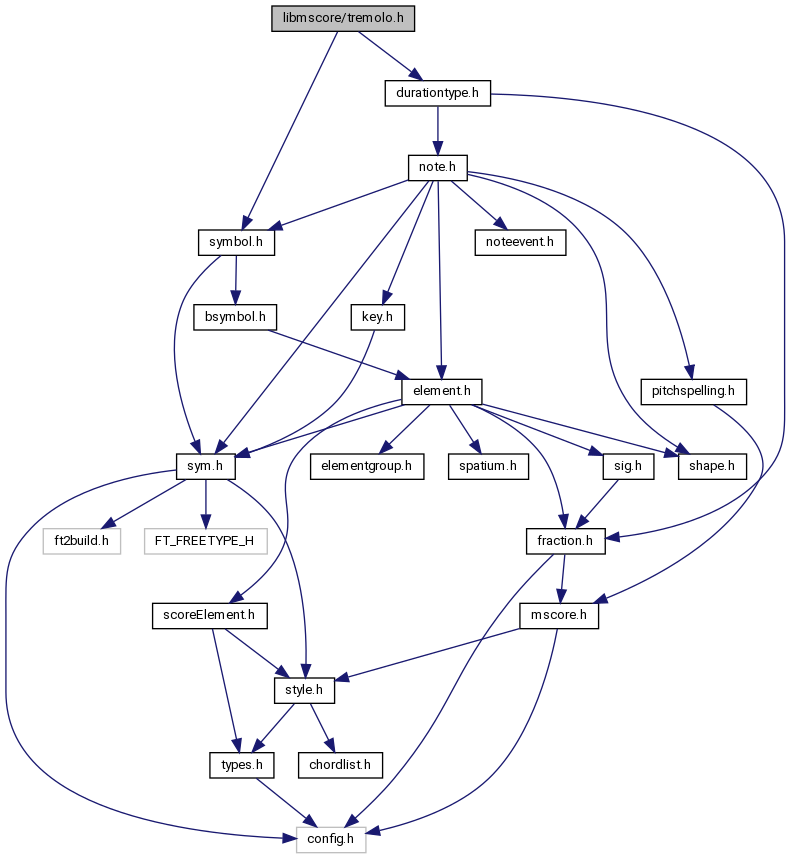 libmscore/tremolo.h
durationtype.h
note.h
symbol.h
noteevent.h
bsymbol.h
key.h
element.h
pitchspelling.h
sym.h
elementgroup.h
spatium.h
sig.h
shape.h
ft2build.h
FT_FREETYPE_H
fraction.h
scoreElement.h
mscore.h
style.h
types.h
chordlist.h
config.h